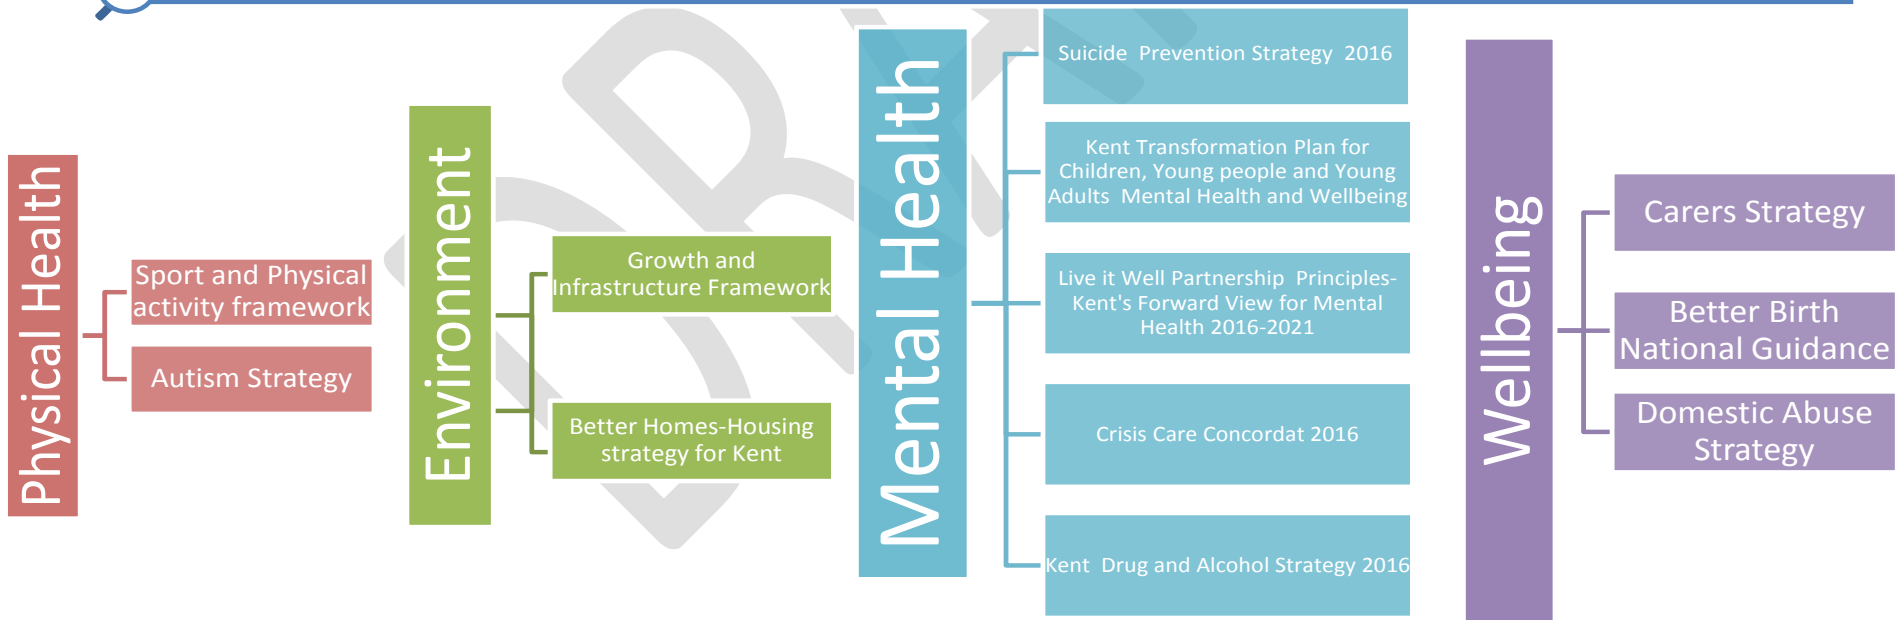 Physical Health
Sport and Physical
activity framework
Autism Strategy
Environment
Growth and
Infrastructure Framework
Better Homes-Housing
strategy for Kent
Mental Health
Suicide  Prevention Strategy  2016
Kent Transformation Plan for
Children, Young people and Young
Adults  Mental Health and Wellbeing
Live it Well Partnership  Principles-
Kent's Forward View for Mental
Health 2016-2021
Crisis Care Concordat 2016
Kent  Drug and Alcohol Strategy 2016
Wellbeing
Carers Strategy
Better Birth
National Guidance
Domestic Abuse
Strategy